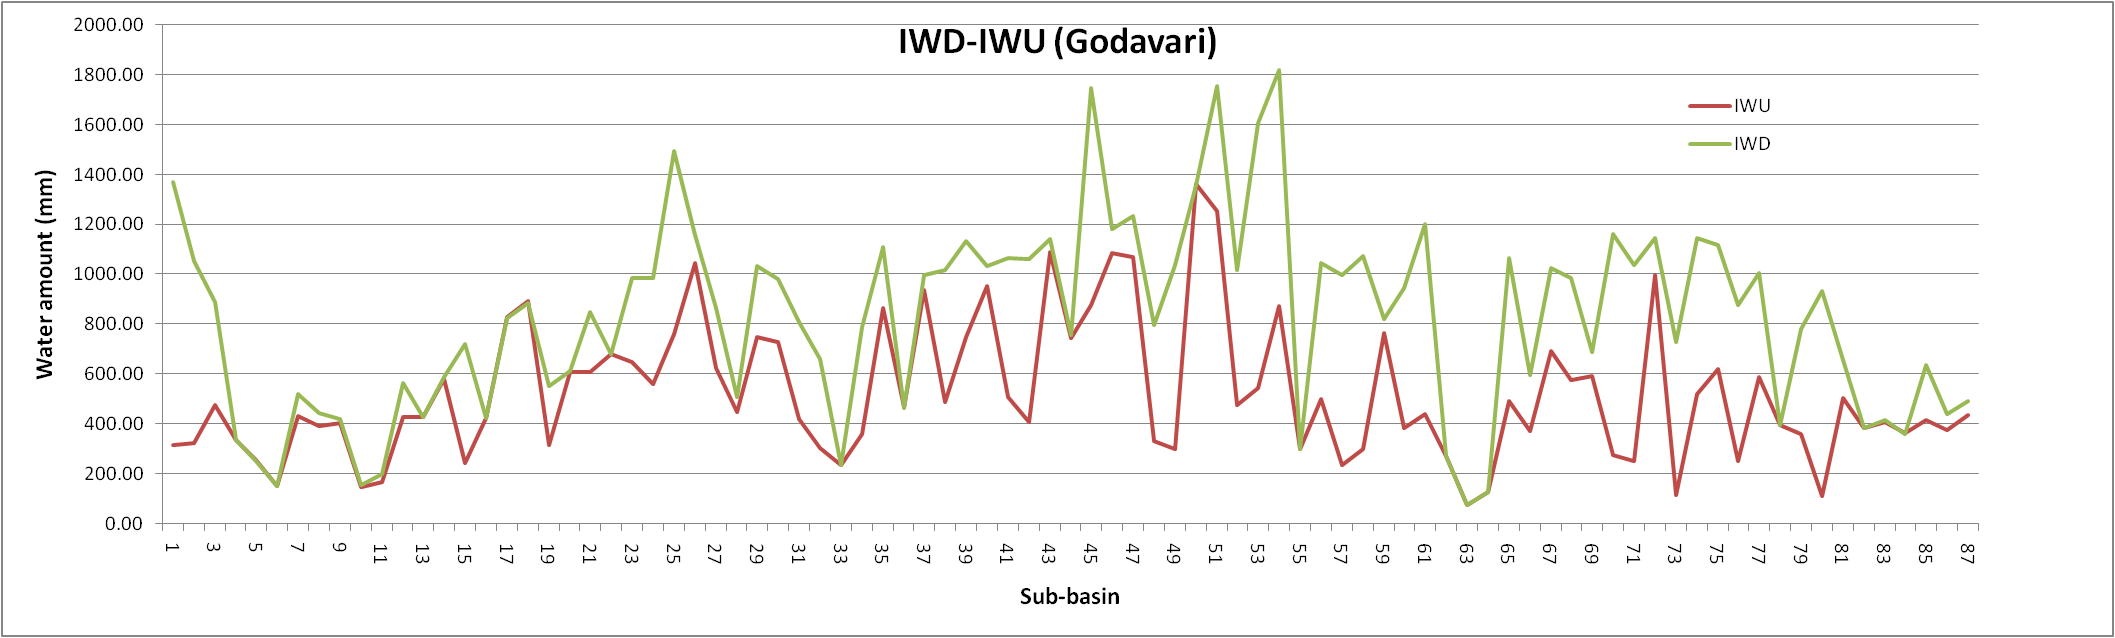 IWD-IWU (Godavari)
2000.00
1800.00
1600.00
1400.00
1200.00
1000.00
800.00
600.00
400.00
200.00
0.00
Water amount (mm)
IWU
IWD
1 3 5 7 9 11 13 15 17 19 21 23 25 27 29 31 33 35 37 39 41 43 45 47 49 51 53 55 57 59 61 63 65 67 69 71 73 75 77 79 81 83 85 87
Sub-basin